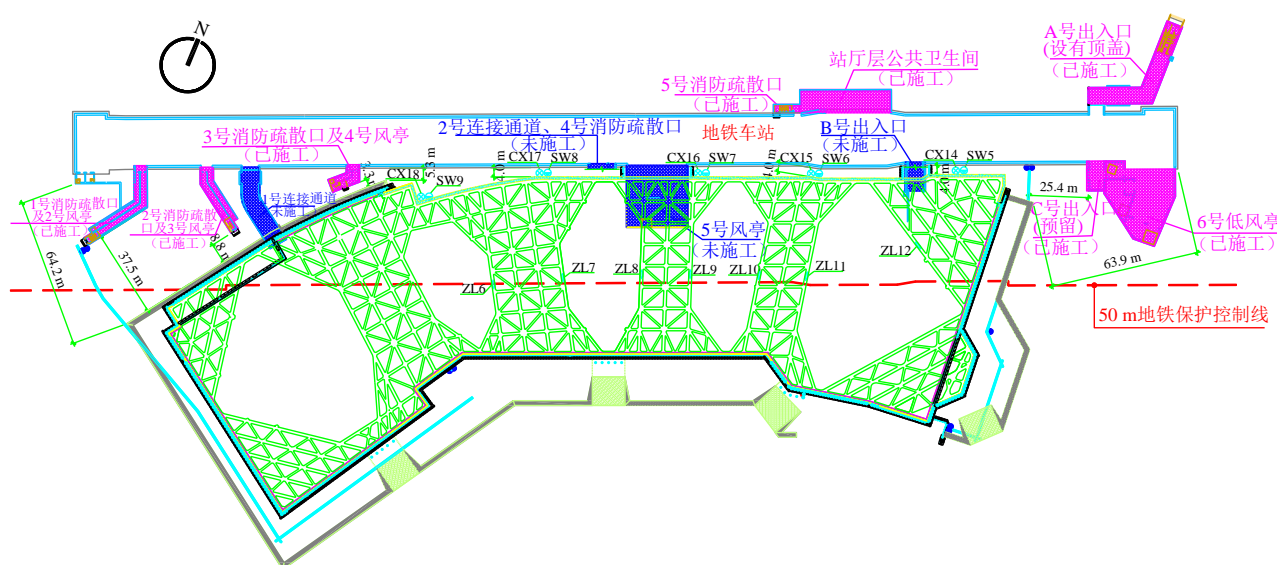 N
A号出入口
(设有顶盖)
(已施工)
站厅层公共卫生间
(已施工)
5号消防疏散口
(已施工)
3号消防疏散口及4号风亭
(已施工)
2号连接通道、4号消防疏散口
(未施工)
地铁车站
B号出入口
(未施工)
CX18
5.3 m
SW9
4.0 m
CX17
SW8
CX16
SW7
CX15
SW6
CX14
SW5
4.0 m
1号消防疏散口
及2号风亭
(已施工)
2号消防疏散
口及3号风亭
(已施工)
1号连接通道
未施工)
64.2 m
37.5 m
5号风亭
(未施工)
ZL6
ZL7
ZL8
ZL9
ZL10
ZL11
ZL12
25.4 m
C号出入口
(预留)
(已施工)
6号低风亭
(已施工)
63.9 m
50 m地铁保护控制线